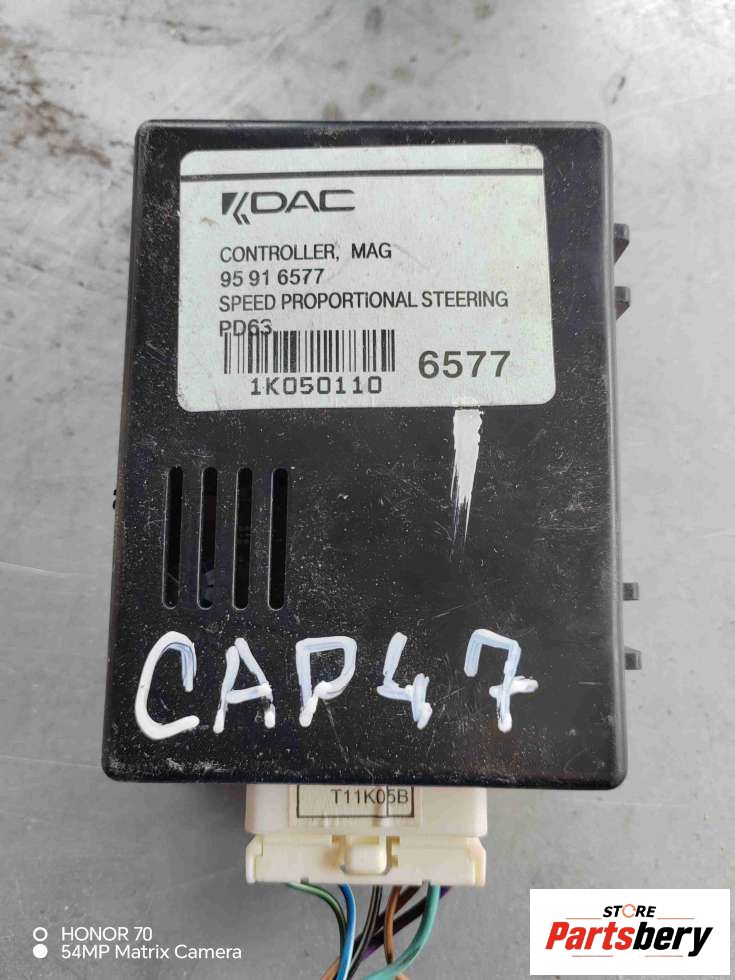 KDAC
CONTROLLER, MAG
95 91 6577
SPEED PROPORTIONAL STEERING
PD63
1K050110
6577
CAP47
T11K05B
HONOR 70
54MP Matrix Camera
STORE
Partsbery